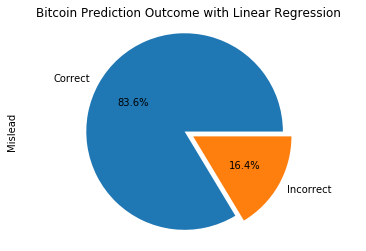 Bitcoin Prediction Outcome with Linear Regression
Correct
83.6%
Mislead
16.4%
Incorrect